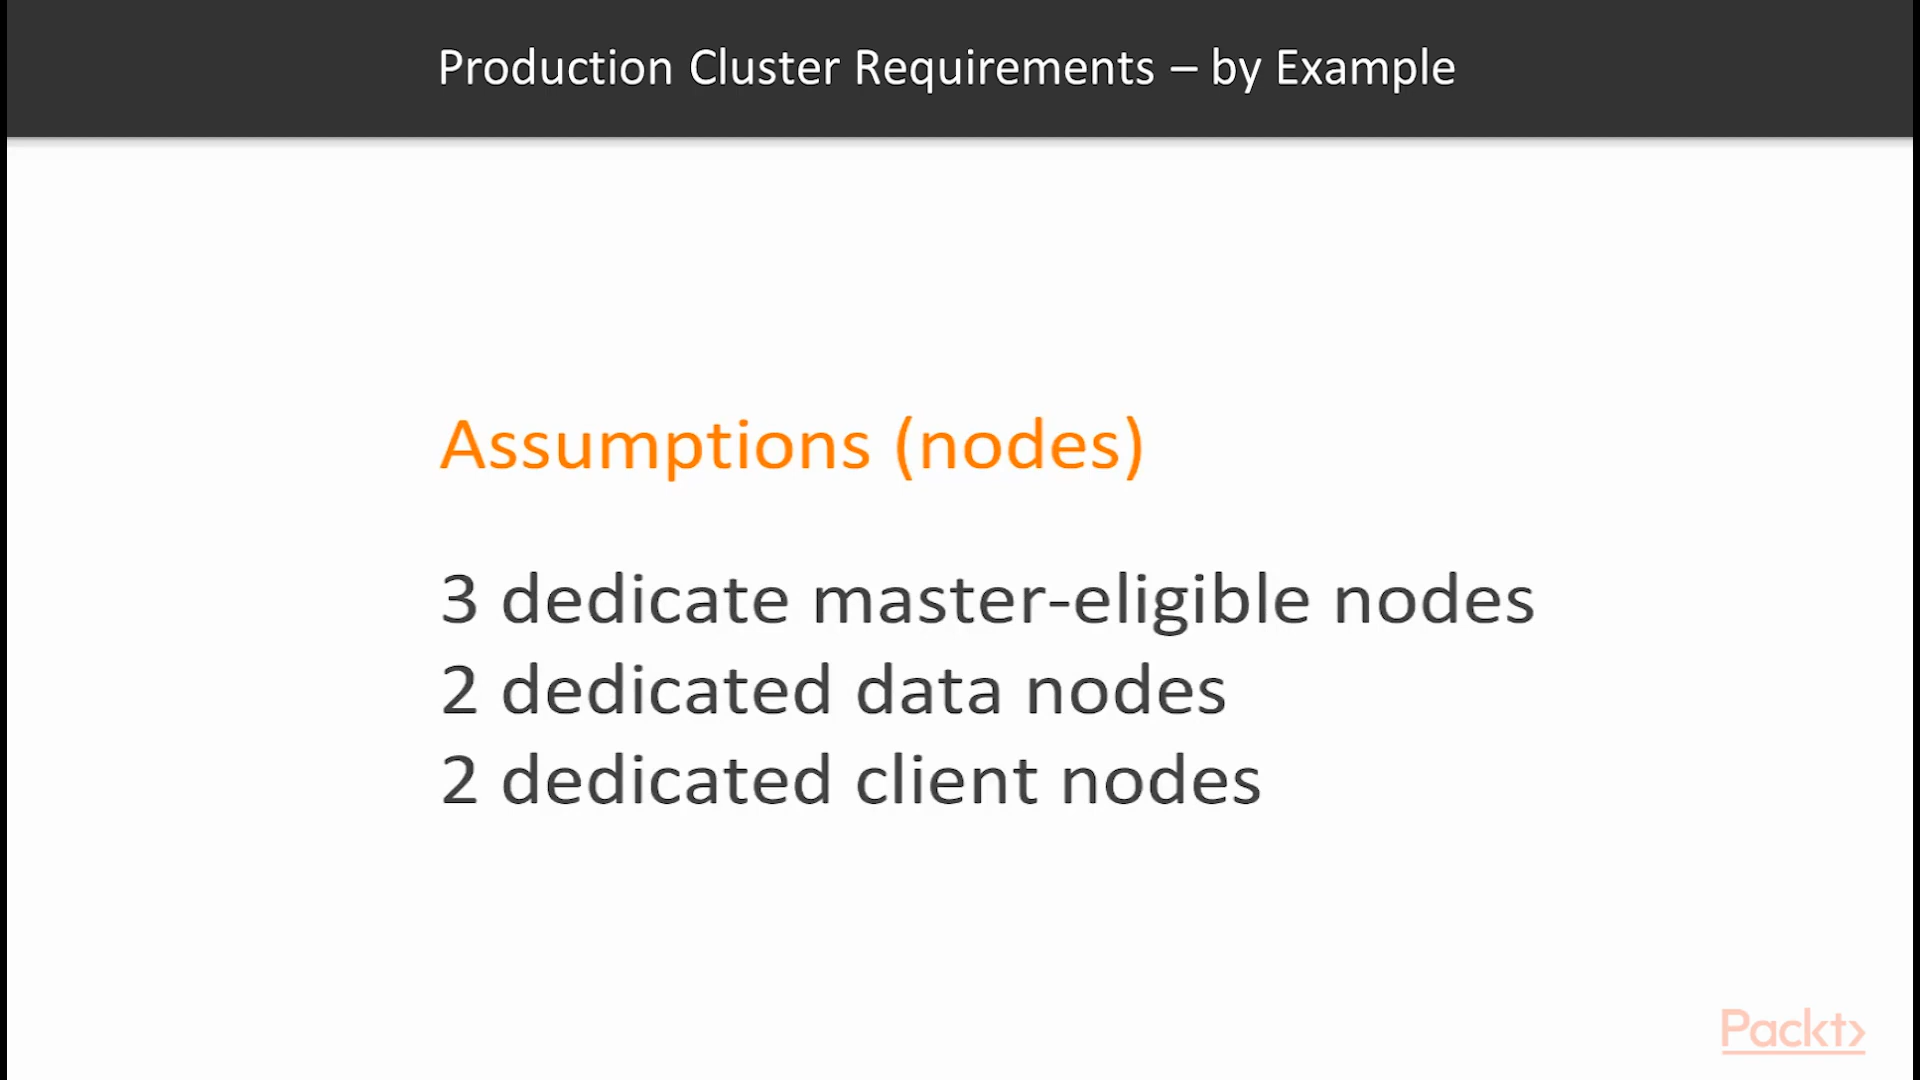 Production Cluster Requirements – by Example
Assumptions (nodes)
3 dedicate master-eligible nodes
2 dedicated data nodes
2 dedicated client nodes
Packt>